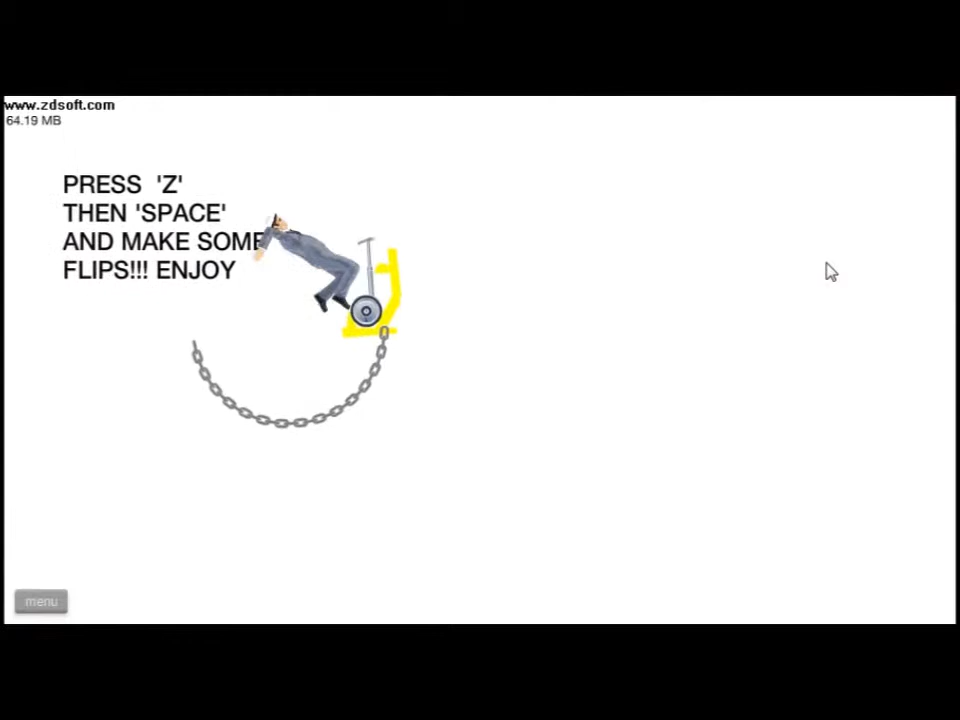 www.zdsoft.com
64.19 MB
PRESS 'Z'
THEN 'SPACE'
AND MAKE SOME
FLIPS!!! ENJOY
menu